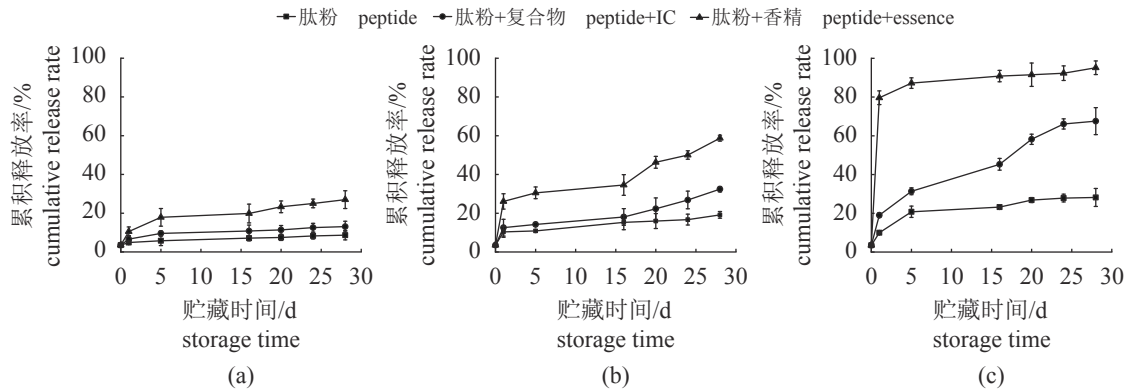 肽粉 peptide 肽粉+复合物 peptide+IC 肽粉+香精 peptide+essence
累积释放率/%
cumulative release rate
100
80
60
40
20
0
0 5 10 15 20 25 30
贮藏时间/d
storage time
(a)
累积释放率/%
cumulative release rate
100
80
60
40
20
0
0 5 10 15 20 25 30
贮藏时间/d
storage time
(b)
累积释放率/%
cumulative release rate
100
80
60
40
20
0
0 5 10 15 20 25 30
贮藏时间/d
storage time
(c)